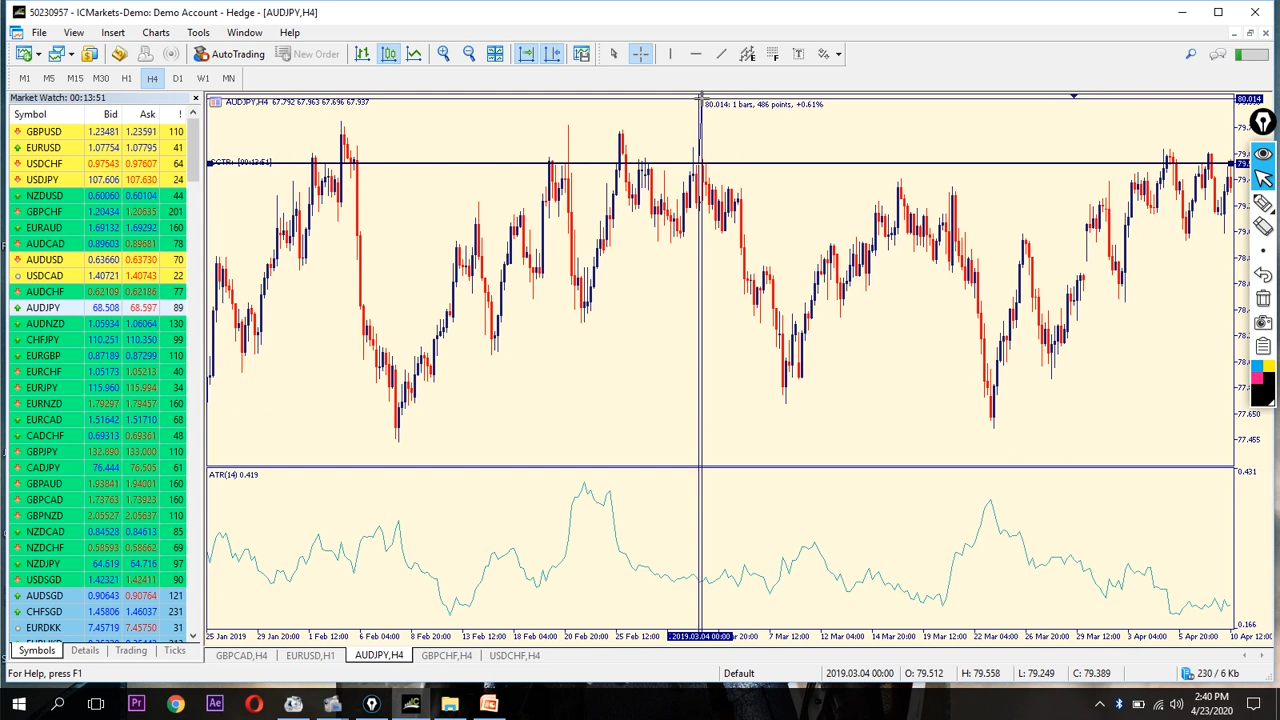 50230957 - ICMarkets-Demo: Demo Account - Hedge - [AUDJPY,H4]
File View Insert Charts Tools Window Help
AutoTrading New Order
M1 M5 M15 M30 H1 H4 D1 W1 MN
Market Watch: 00:13:51
Symbol Bid Ask !
GBPUSD 1.23481 1.23591 110
EURUSD 1.07704 1.07795 41
USDCHF 0.97543 0.97607 64
USDJPY 107.606 107.630 24
NZDUSD 0.60060 0.60104 44
GBPCHF 1.20434 1.20635 201
EURAUD 1.69132 1.69292 160
AUDCAD 0.89603 0.89681 78
AUDUSD 0.63660 0.63730 70
USDCAD 1.40721 1.40743 22
AUDCHF 0.62109 0.62186 77
AUDJPY 68.508 68.597 89
AUDNZD 1.05934 1.06064 130
CHFJPY 110.251 110.350 99
EURGBP 0.87189 0.87299 110
EURCHF 1.05173 1.05213 40
EURJPY 115.960 115.994 34
EURNZD 1.79297 1.79457 160
EURCAD 1.51642 1.51710 68
CADCHF 0.69313 0.69361 48
GBPJPY 132.890 133.000 110
CADJPY 76.444 76.505 61
GBPAUD 1.93841 1.94001 160
GBPCAD 1.73763 1.73923 160
GBPNZD 2.05527 2.05637 110
NZDCAD 0.84528 0.84613 85
NZDCHF 0.58593 0.58662 69
NZDJPY 64.619 64.716 97
USDSGD 1.42321 1.42411 90
AUDSGD 0.90643 0.90764 121
CHFSGD 1.45806 1.46037 231
EURDKK 7.45719 7.45750 31
Symbols Details Trading Ticks
AUDJPY,H4 67.792 67.963 67.696 67.937
80.014: 1 bars, 486 points, +0.61%
[00:13:51]
80.014
77.650
77.455
ATR(14) 0.419
0.431
0.166
25 Jan 2019 29 Jan 20:00 1 Feb 12:00 6 Feb 04:00 8 Feb 20:00 13 Feb 12:00 18 Feb 04:00 20 Feb 20:00 25 Feb 12:00 2019.03.04 00:00 ar 20:00 7 Mar 12:00 12 Mar 04:00 14 Mar 20:00 19 Mar 12:00 22 Mar 04:00 26 Mar 20:00 29 Mar 12:00 3 Apr 04:00 5 Apr 20:00 10 Apr 12:00
GBPCAD,H4 EURUSD,H1 AUDJPY,H4 GBPCHF,H4 USDCHF,H4
For Help, press F1 Default 2019.03.04 00:00 O: 79.512 H: 79.558 L: 79.249 C: 79.389 230 / 6 Kb
Pr Ae
2:40 PM
4/23/2020